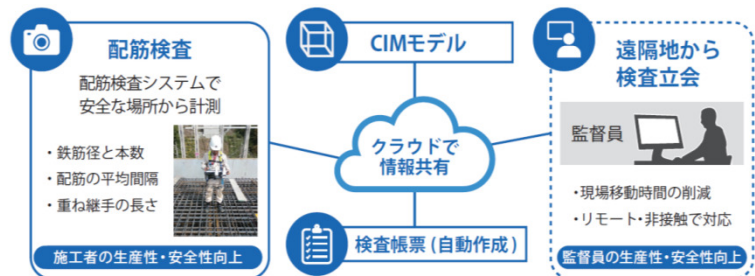 配筋検査
配筋検査システムで
安全な場所から計測
・鉄筋径と本数
・配筋の平均間隔
・重ね継手の長さ
施工者の生産性・安全性向上
CIMモデル
クラウドで
情報共有
検査帳票(自動作成)
遠隔地から
検査立会
監督員
・現場移動時間の削減
・リモート・非接触で対応
監督員の生産性・安全性向上